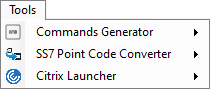 Tools
Commands Generator
SS7 Point Code Converter
Citrix Launcher